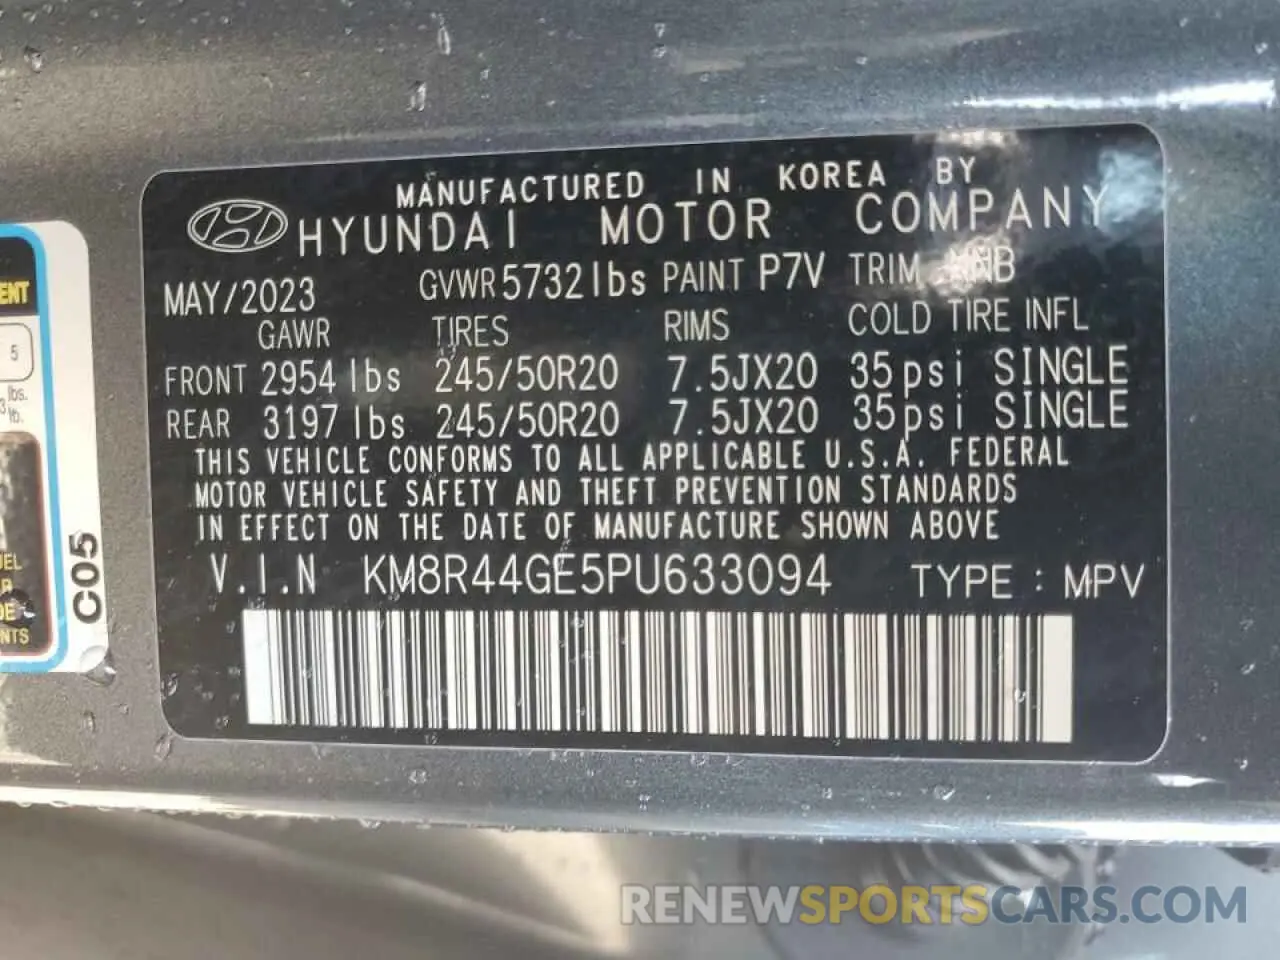 MANUFACTURED IN KOREA BY
HYUNDAI MOTOR COMPANY
MAY/2023 GVWR 5732 lbs PAINT P7V TRIM
GAWR TIRES RIMS COLD TIRE INFL
FRONT 2954 lbs 245/50R20 7.5JX20 35psi SINGLE
REAR 3197 lbs 245/50R20 7.5JX20 35psi SINGLE
THIS VEHICLE CONFORMS TO ALL APPLICABLE U.S.A. FEDERAL
MOTOR VEHICLE SAFETY AND THEFT PREVENTION STANDARDS
IN EFFECT ON THE DATE OF MANUFACTURE SHOWN ABOVE
V.I.N KM8R44GE5PU633094 TYPE : MPV
5
lbs.
lb.
C05
RENEWSPORTSCARS.COM